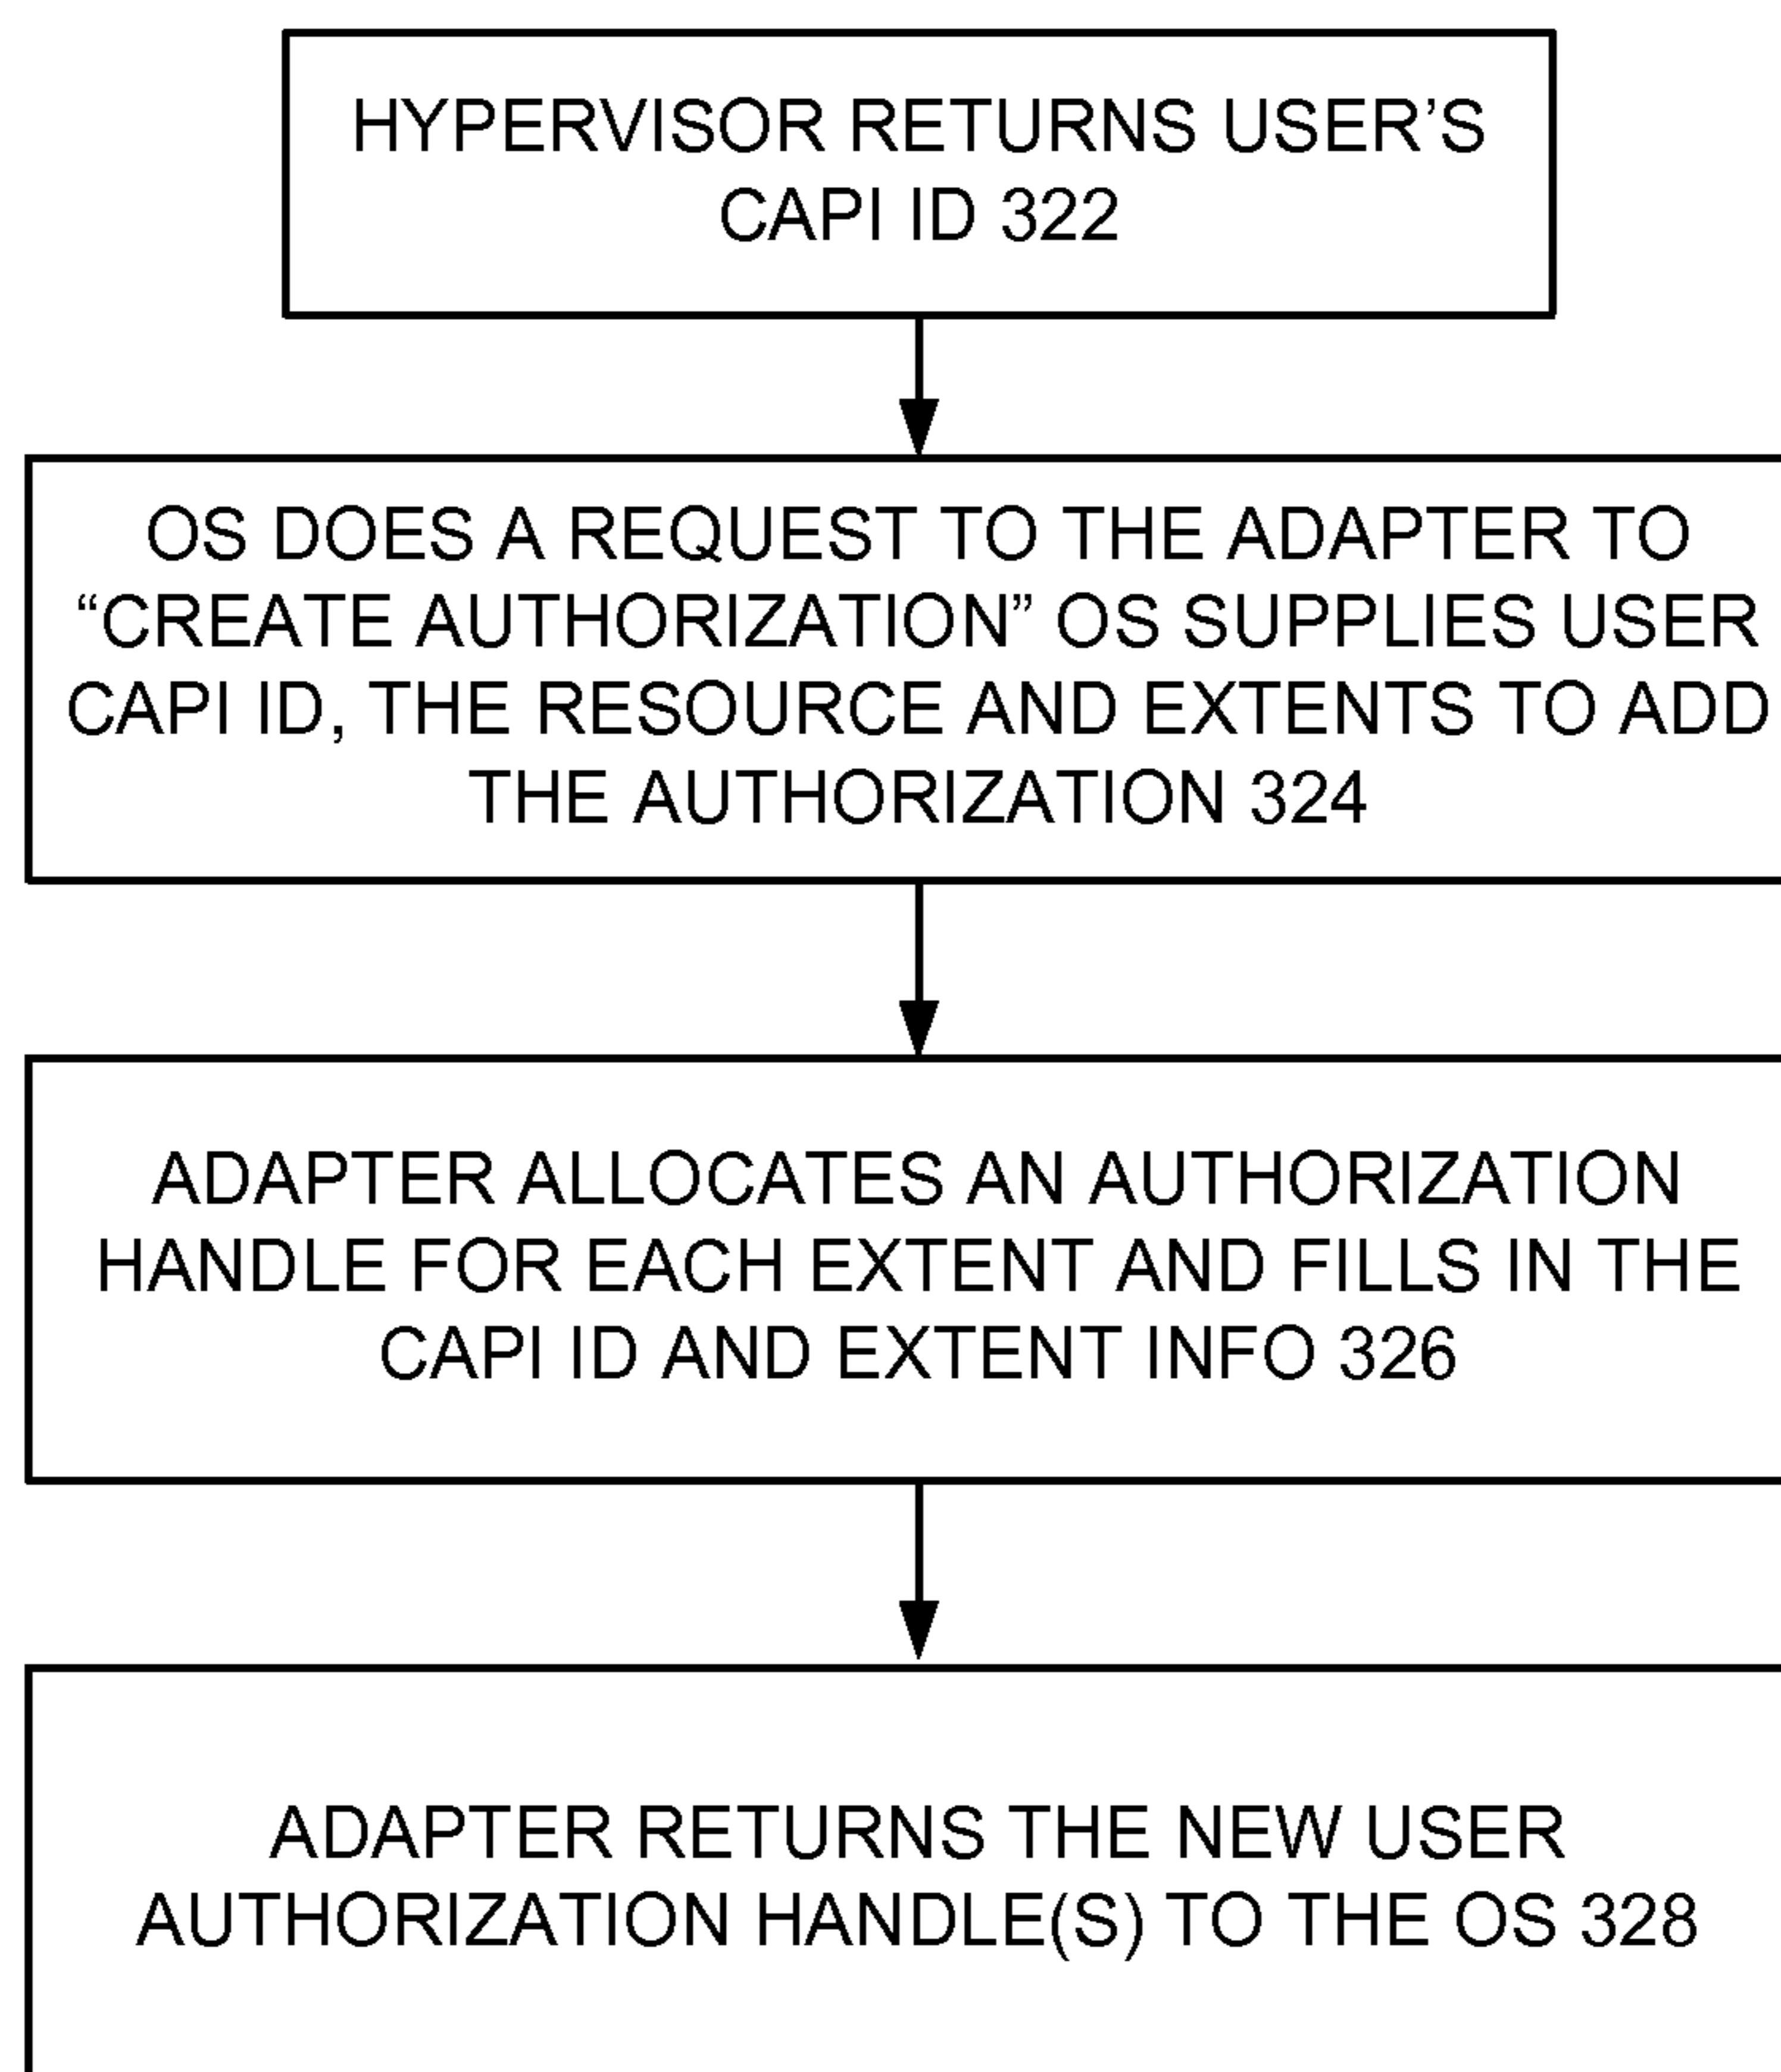 HYPERVISOR RETURNS USER’S
CAPI ID 322
OS DOES A REQUEST TO THE ADAPTER TO
“CREATE AUTHORIZATION” OS SUPPLIES USER
CAPI ID, THE RESOURCE AND EXTENTS TO ADD
THE AUTHORIZATION 324
ADAPTER ALLOCATES AN AUTHORIZATION
HANDLE FOR EACH EXTENT AND FILLS IN THE
CAPI ID AND EXTENT INFO 326
ADAPTER RETURNS THE NEW USER
AUTHORIZATION HANDLE(S) TO THE OS 328